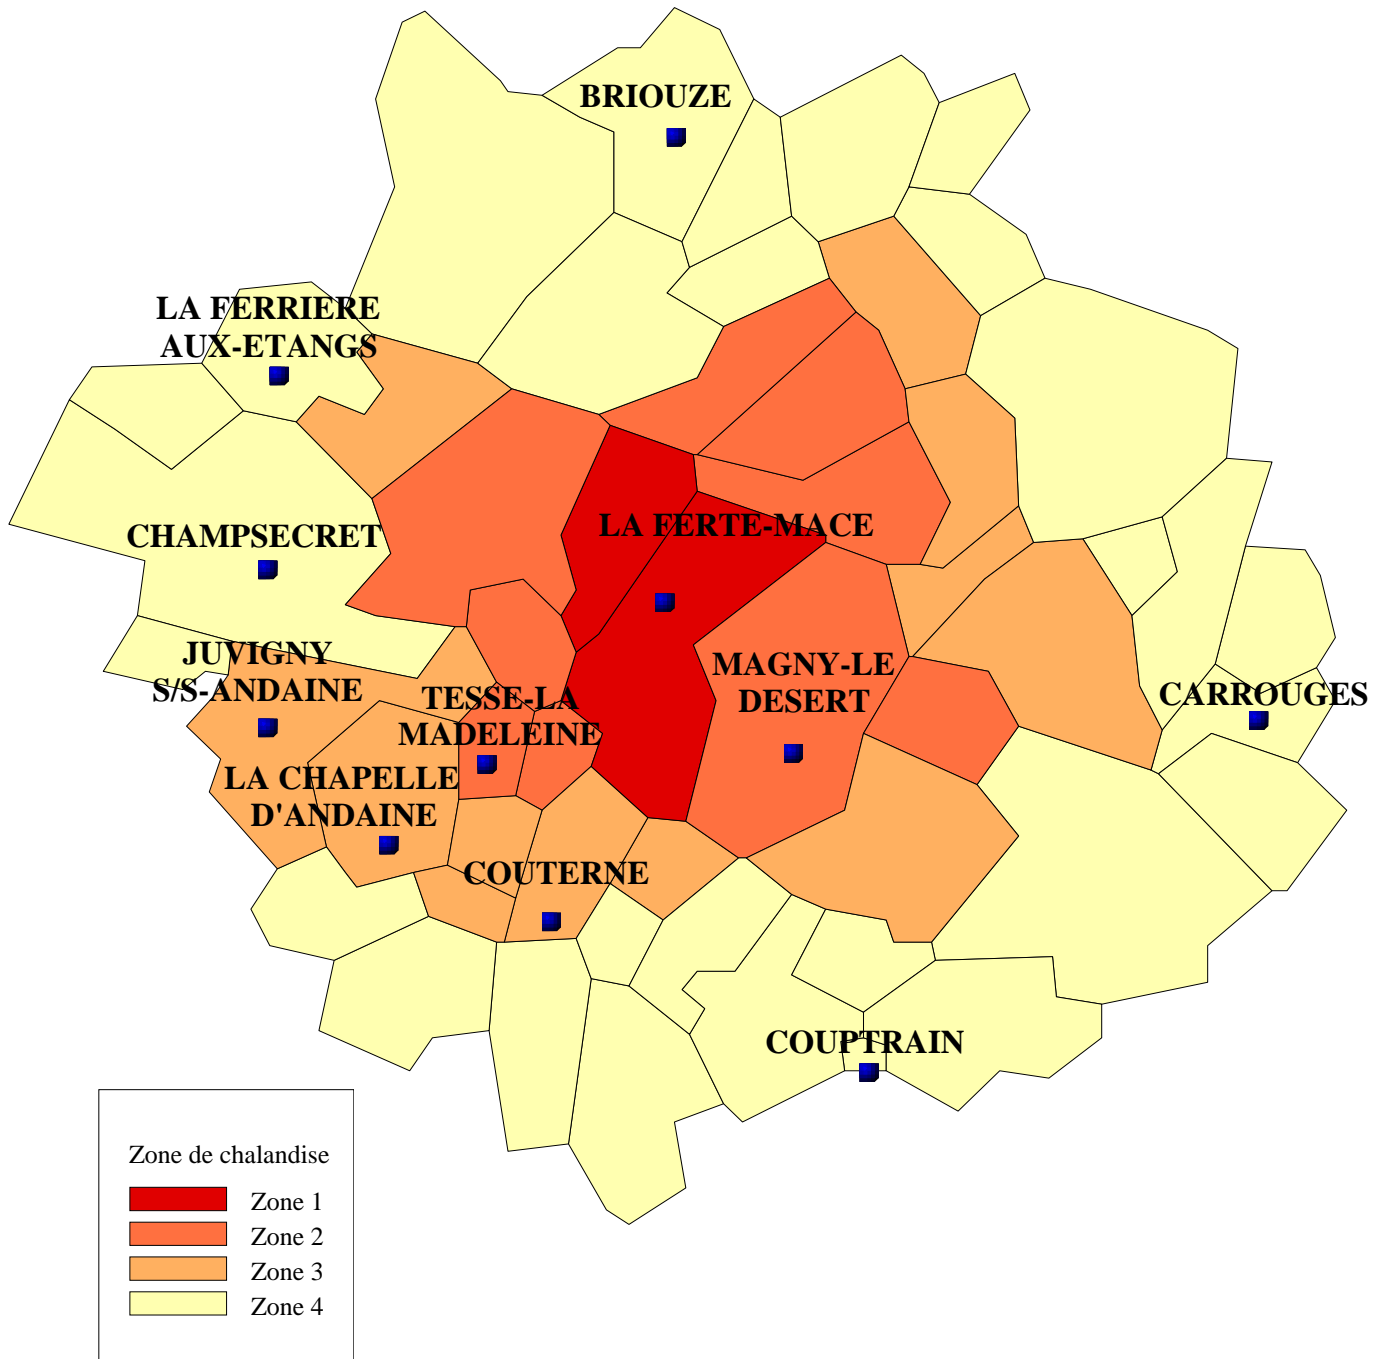 BRIOUZE
LA FERRIERE
AUX-ETANGS
CHAMPSECRET
LA FERTE-MACE
JUVIGNY
S/S-ANDAINE
TESSE-LA
MADELEINE
MAGNY-LE
DESERT
CARROUGES
LA CHAPELLE
D'ANDAINE
COUTERNE
COUPTRAIN
Zone de chalandise
Zone 1
Zone 2
Zone 3
Zone 4